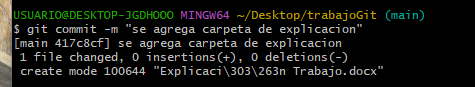 USUARIO@DESKTOP-JGDHOOO MINGW64 ~/Desktop/trabajoGit (main)
$ git commit -m "se agrega carpeta de explicacion"
[main 417c8cf] se agrega carpeta de explicacion
 1 file changed, 0 insertions(+), 0 deletions(-)
 create mode 100644 "Explicaci\303\263n Trabajo.docx"